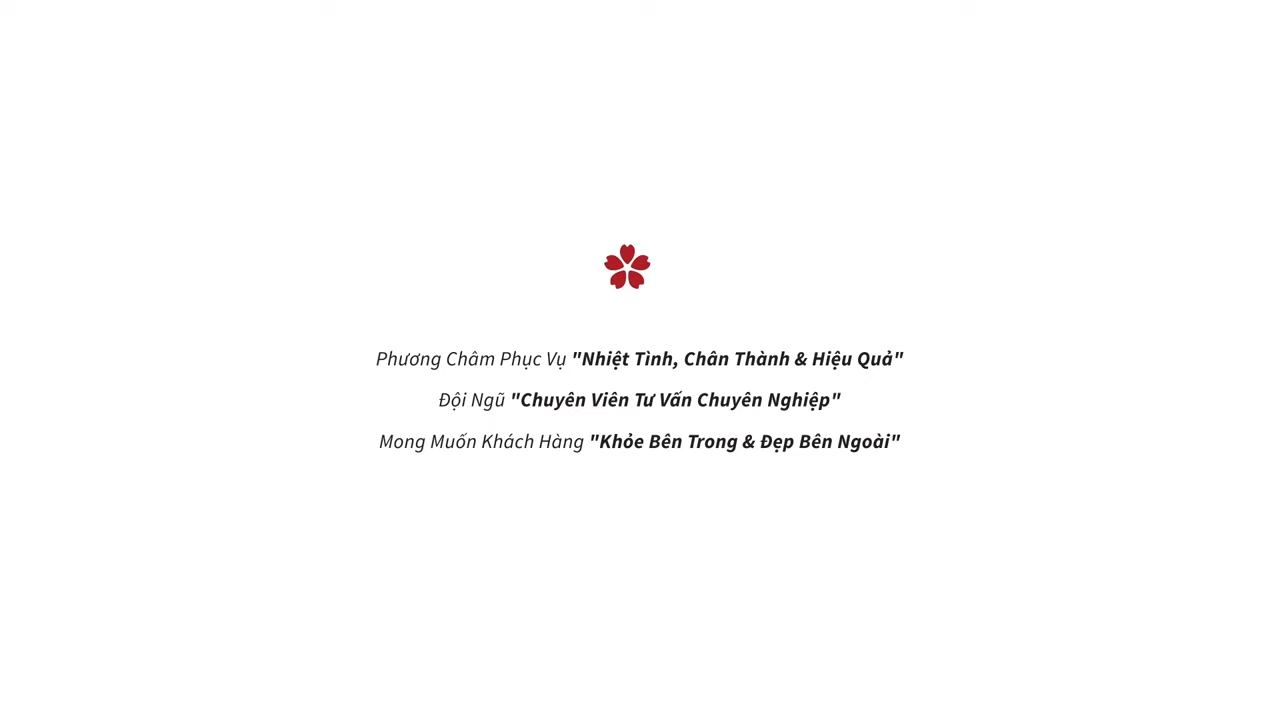 Phương Châm Phục Vụ "Nhiệt Tình, Chân Thành & Hiệu Quả"
Đội Ngũ "Chuyên Viên Tư Vấn Chuyên Nghiệp"
Mong Muốn Khách Hàng "Khỏe Bên Trong & Đẹp Bên Ngoài"